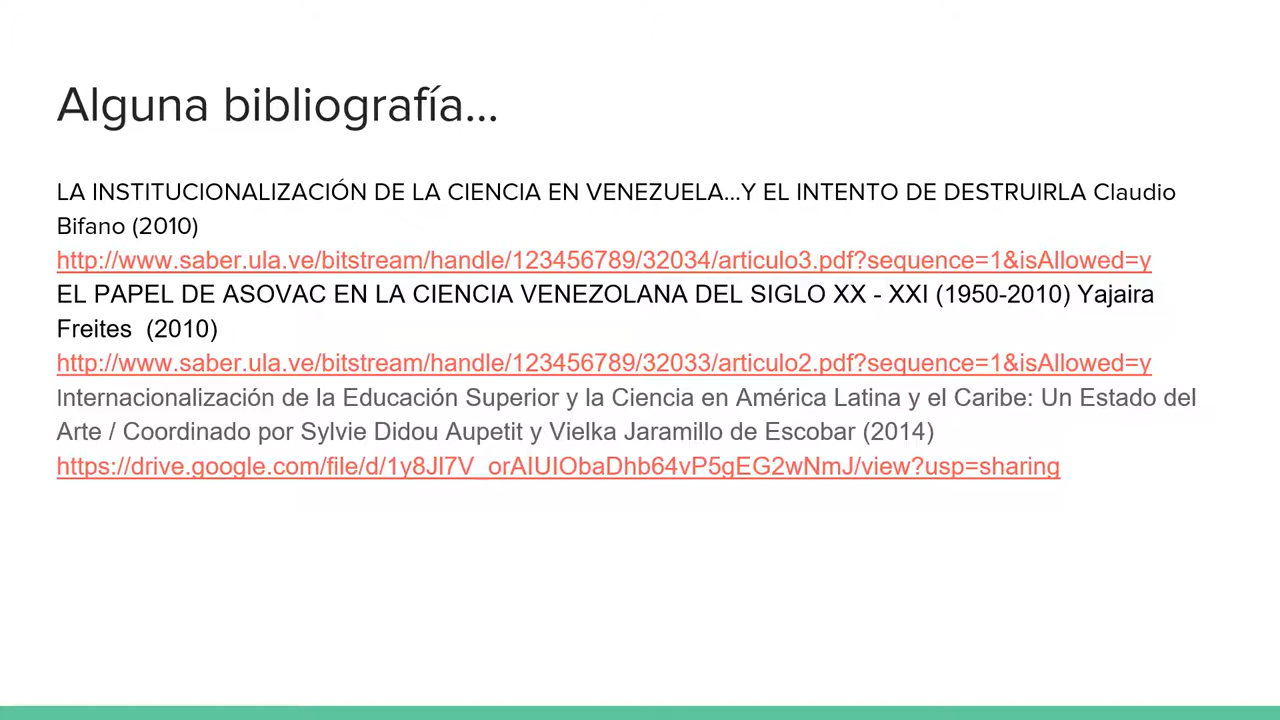 Alguna bibliografía...
LA INSTITUCIONALIZACIÓN DE LA CIENCIA EN VENEZUELA...Y EL INTENTO DE DESTRUIRLA Claudio
Bifano (2010)
http://www.saber.ula.ve/bitstream/handle/123456789/32034/articulo3.pdf?sequence=1&isAllowed=y
EL PAPEL DE ASOVAC EN LA CIENCIA VENEZOLANA DEL SIGLO XX - XXI (1950-2010) Yajaira
Freites (2010)
http://www.saber.ula.ve/bitstream/handle/123456789/32033/articulo2.pdf?sequence=1&isAllowed=y
Internacionalización de la Educación Superior y la Ciencia en América Latina y el Caribe: Un Estado del
Arte / Coordinado por Sylvie Didou Aupetit y Vielka Jaramillo de Escobar (2014)
https://drive.google.com/file/d/1y8Jl7V_orAIUIObaDhb64vP5gEG2wNmJ/view?usp=sharing